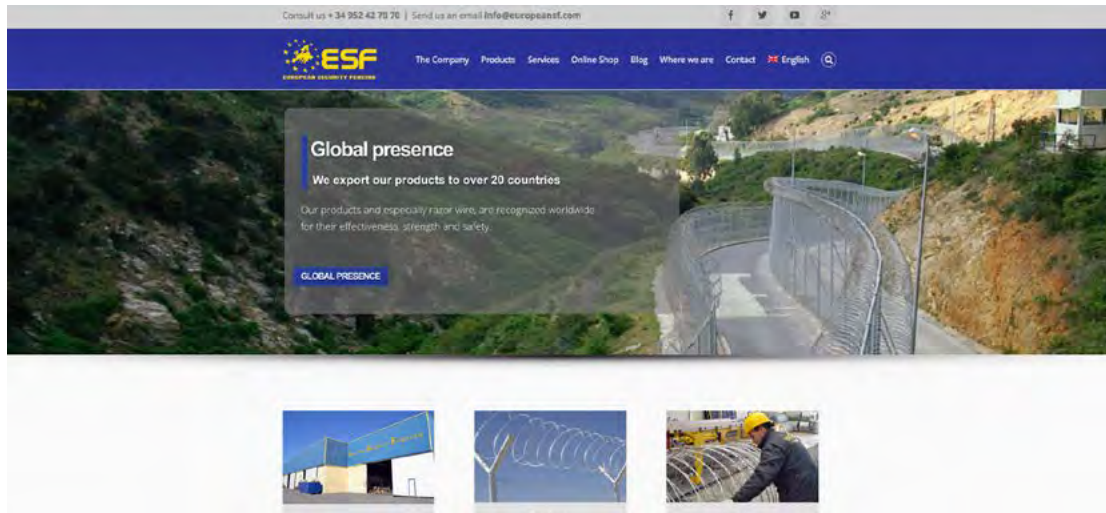 Consult us + 34 952 42 70 70 | Send us an email info@europeansf.com
ESF
EUROPEAN SECURITY FENCING
The Company Products Services Online Shop Blog Where we are Contact English
Global presence
We export our products to over 20 countries
Our products and especially razor wire, are recognized worldwide
for their effectiveness, strength and safety.
GLOBAL PRESENCE